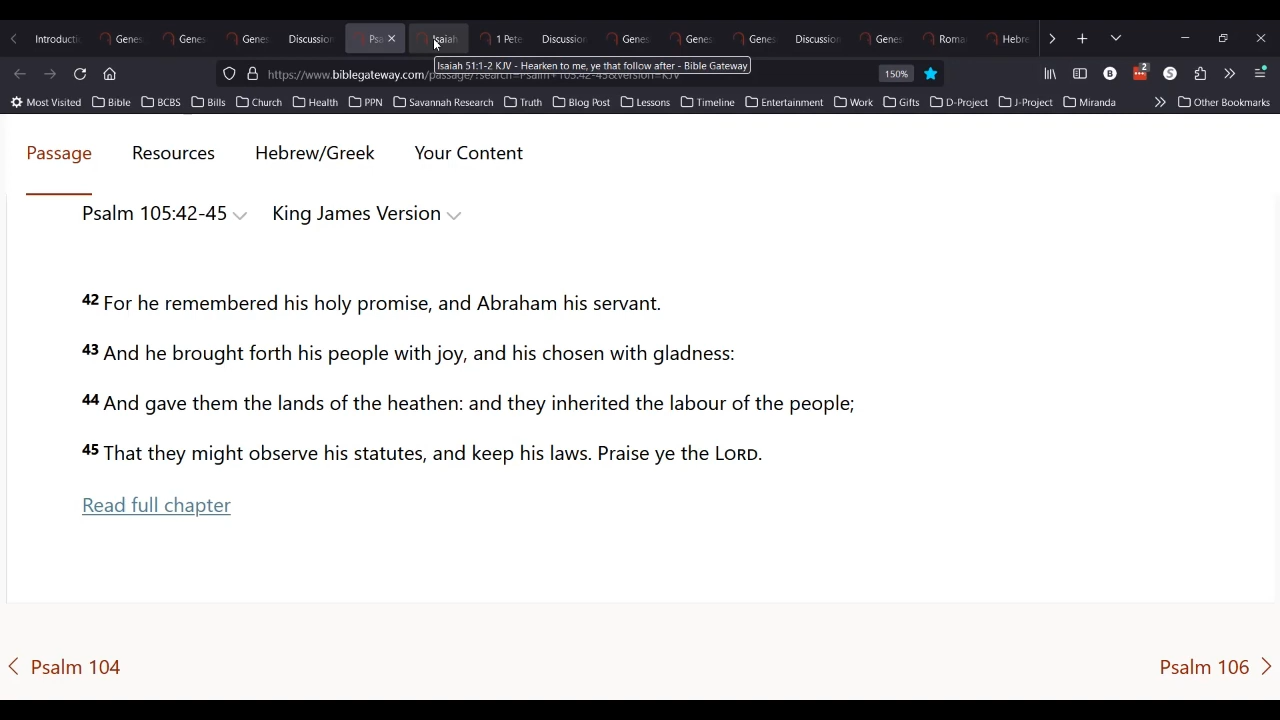 Introducti Genes Genes Genes Discussion Psa Isaiah 1 Pete Discussion Genes Genes Genes Discussion Genes Roma Hebre
Isaiah 51:1-2 KJV - Hearken to me, ye that follow after - Bible Gateway
https://www.biblegateway.com/passage/?search=Psalm+105:42-45&version=KJV 150% B 2 S
Most Visited Bible BCBS Bills Church Health PPN Savannah Research Truth Blog Post Lessons Timeline Entertainment Work Gifts D-Project J-Project Miranda Other Bookmarks
Passage Resources Hebrew/Greek Your Content
Psalm 105:42-45 King James Version
42 For he remembered his holy promise, and Abraham his servant.
43 And he brought forth his people with joy, and his chosen with gladness:
44 And gave them the lands of the heathen: and they inherited the labour of the people;
45 That they might observe his statutes, and keep his laws. Praise ye the LORD.
Read full chapter
Psalm 104 Psalm 106